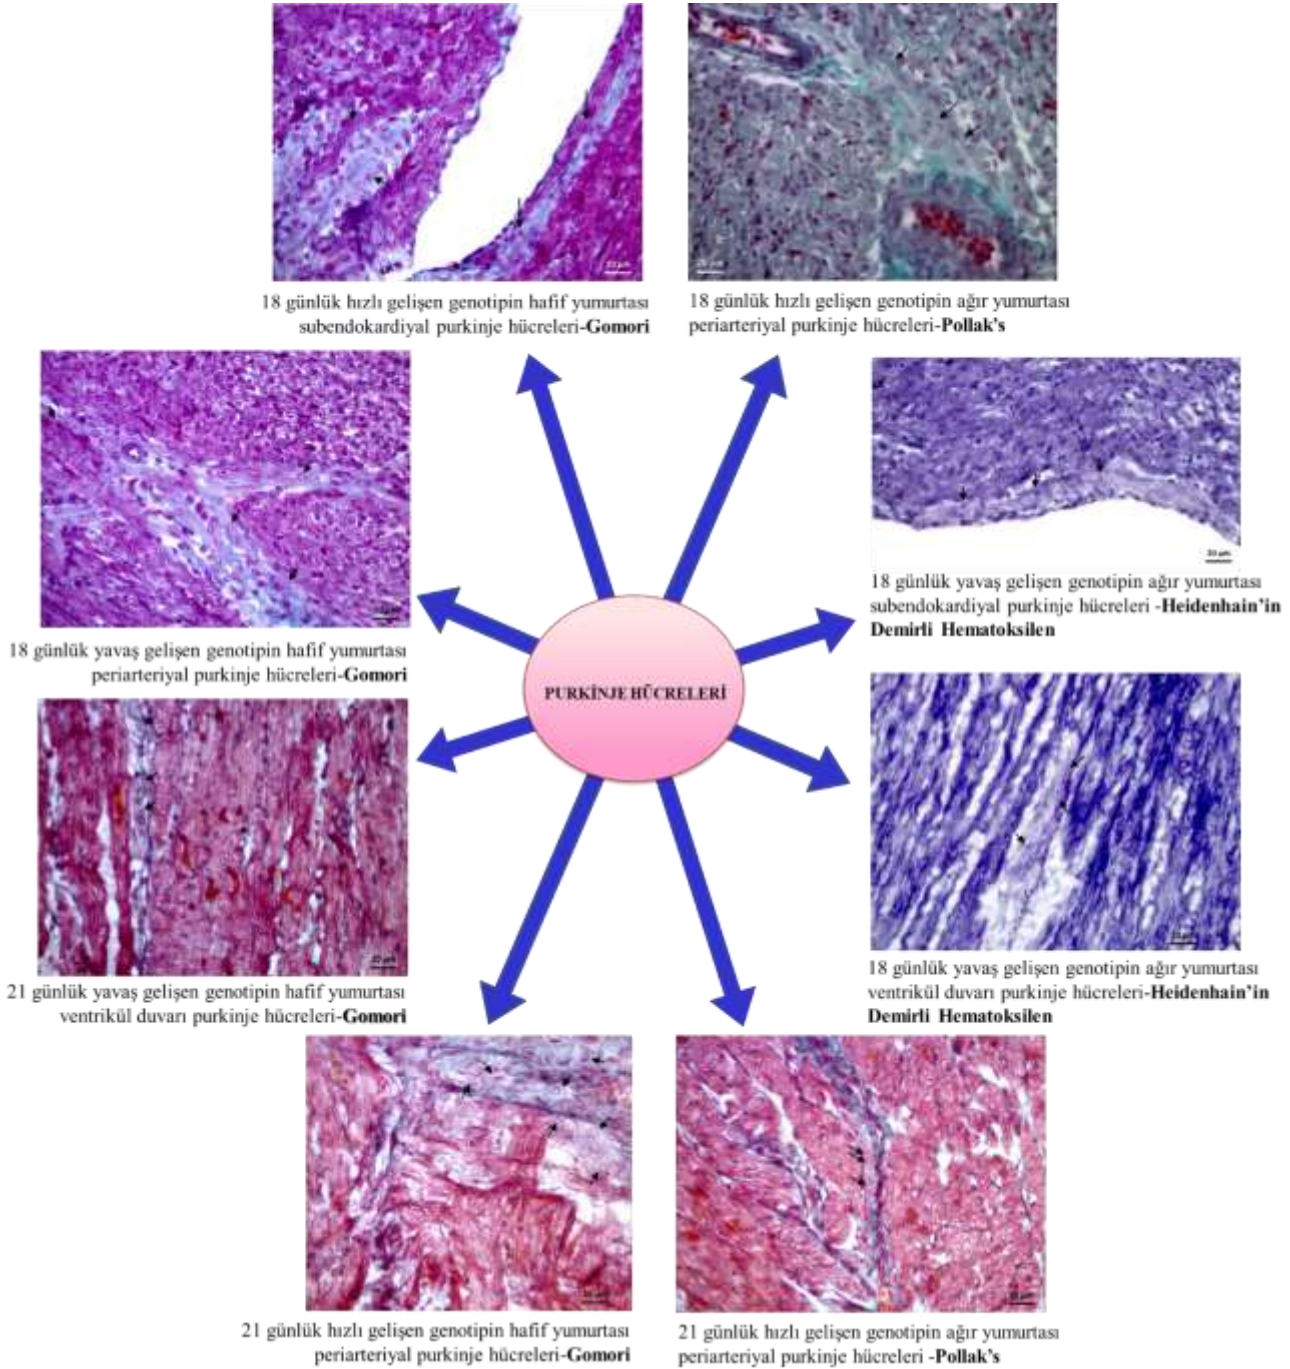 18 günlük hızlı gelişen genotipin hafif yumurtası
subendokardiyal purkinje hücreleri-Gomori
18 günlük hızlı gelişen genotipin ağır yumurtası
periarteriyal purkinje hücreleri-Pollak's
18 günlük yavaş gelişen genotipin hafif yumurtası
periarteriyal purkinje hücreleri-Gomori
20 µm
18 günlük yavaş gelişen genotipin ağır yumurtası
subendokardiyal purkinje hücreleri -Heidenhain'in
Demirli Hematoksilen
PURKİNJE HÜCRELERİ
21 günlük yavaş gelişen genotipin hafif yumurtası
ventrikül duvarı purkinje hücreleri-Gomori
18 günlük yavaş gelişen genotipin ağır yumurtası
ventrikül duvarı purkinje hücreleri-Heidenhain'in
Demirli Hematoksilen
21 günlük hızlı gelişen genotipin hafif yumurtası
periarteriyal purkinje hücreleri-Gomori
21 günlük hızlı gelişen genotipin ağır yumurtası
periarteriyal purkinje hücreleri -Pollak's